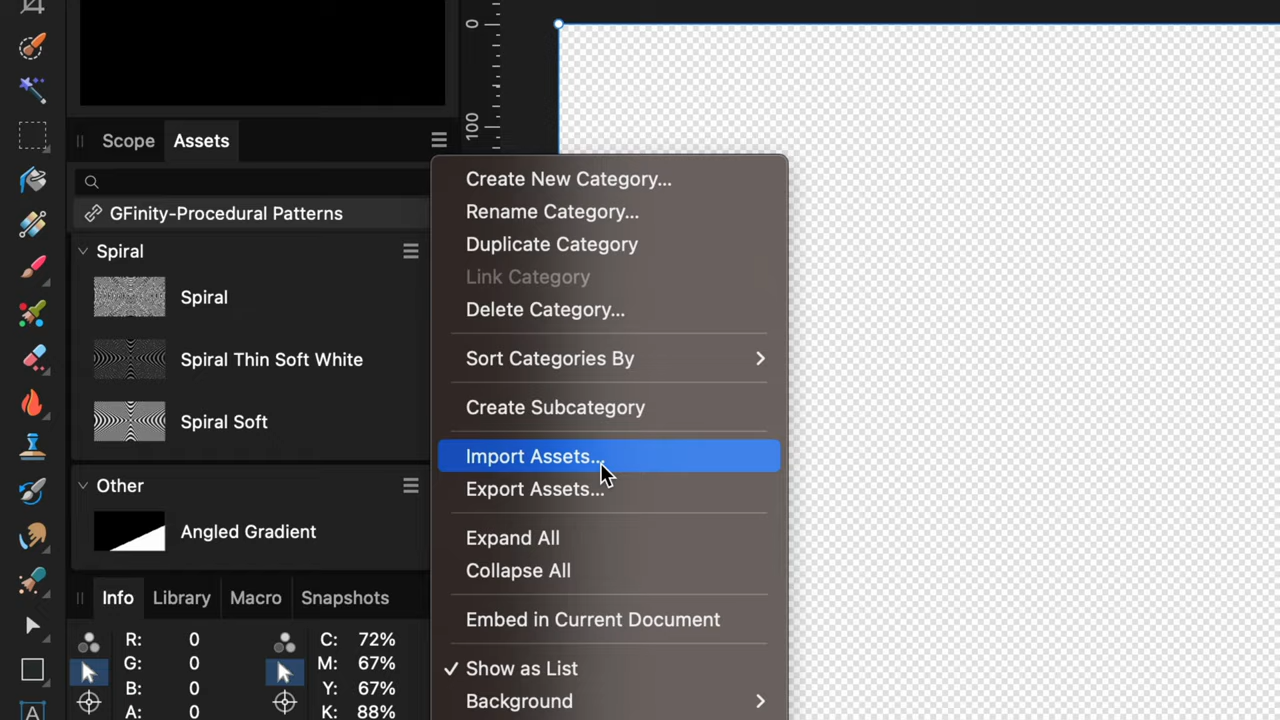 0
100
Scope
Assets
GFinity-Procedural Patterns
Spiral
Spiral
Spiral Thin Soft White
Spiral Soft
Other
Angled Gradient
Info
Library
Macro
Snapshots
R: 0
G: 0
B: 0
A: 0
C: 72%
M: 67%
Y: 67%
K: 88%
A
Create New Category...
Rename Category...
Duplicate Category
Link Category
Delete Category...
Sort Categories By
Create Subcategory
Import Assets...
Export Assets...
Expand All
Collapse All
Embed in Current Document
Show as List
Background